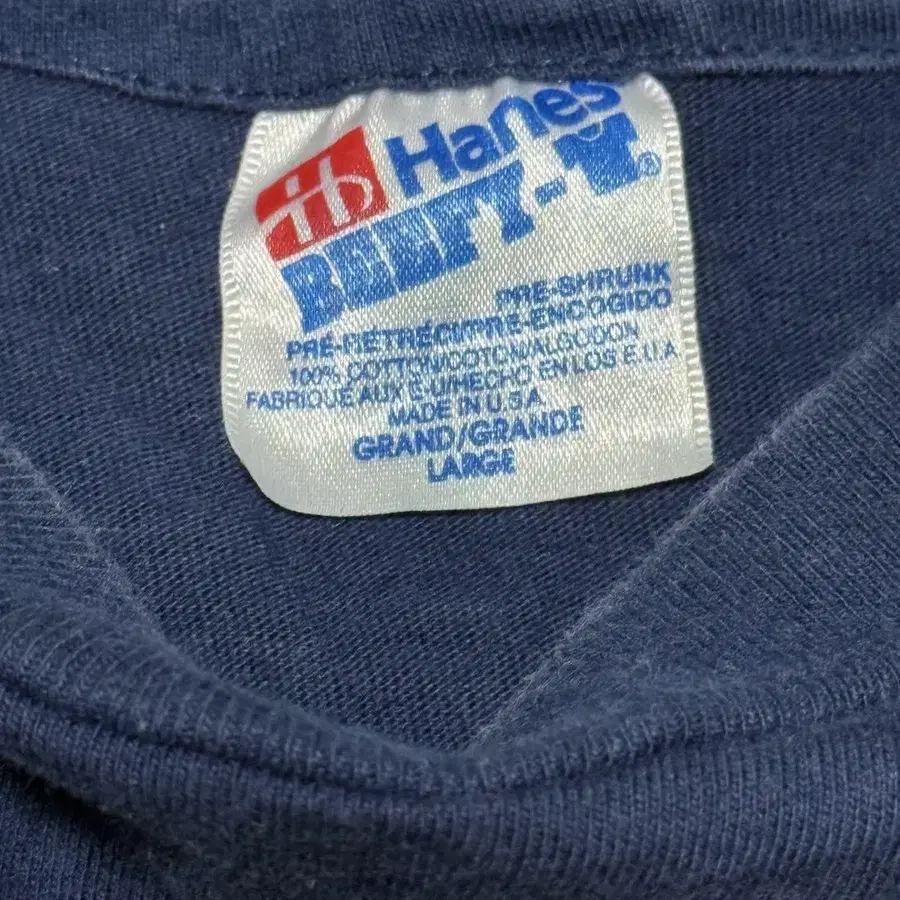 Hanes
BEEFY-T®
PRE-SHRUNK
PRÉ-RETRÉCI/PRE-ENCOGIDO
100% COTTON/COTON/ALGODON
FABRIQUÉ AUX É-U/HECHO EN LOS E.U.A
MADE IN U.S.A.
GRAND/GRANDE
LARGE